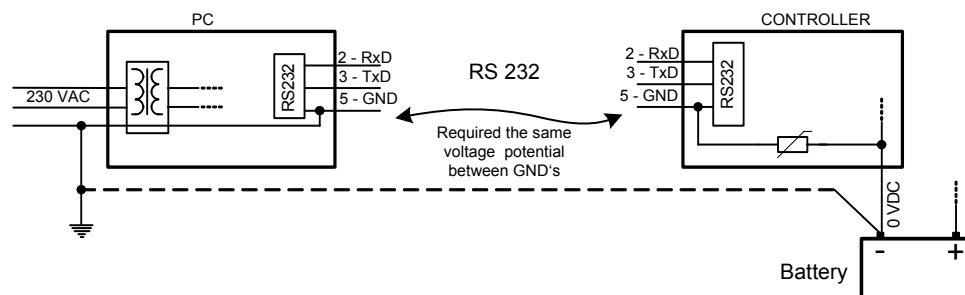 PC
CONTROLLER
2 - RxD
3 - TxD
5 - GND
RS232
230 VAC
RS 232
Required the same
voltage potential
between GND's
2 - RxD
3 - TxD
5 - GND
RS232
0 VDC
- +
Battery